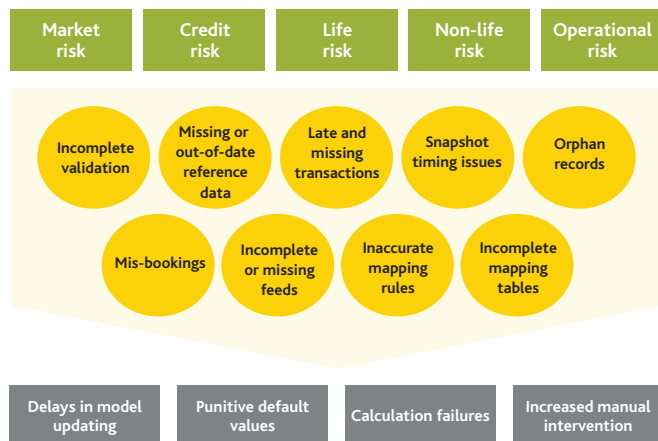 Market
risk
Credit
risk
Life
risk
Non-life
risk
Operational
risk
Incomplete
validation
Missing or
out-of-date
reference
data
Late and
missing
transactions
Snapshot
timing issues
Orphan
records
Mis-bookings
Incomplete
or missing
feeds
Inaccurate
mapping
rules
Incomplete
mapping
tables
Delays in model
updating
Punitive default
values
Calculation failures
Increased manual
intervention